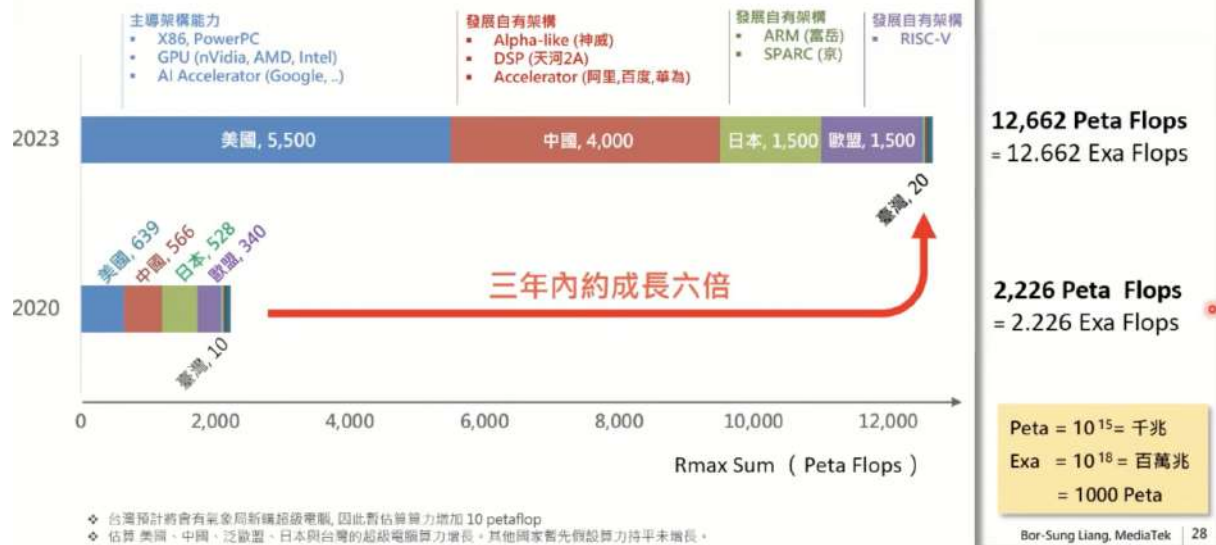 主導架構能力
▪ X86, PowerPC
▪ GPU (nVidia, AMD, Intel)
▪ AI Accelerator (Google, ..)
發展自有架構
▪ Alpha-like (神威)
▪ DSP (天河2A)
▪ Accelerator (阿里,百度,華為)
發展自有架構
▪ ARM (富岳)
▪ SPARC (京)
發展自有架構
▪ RISC-V
2023
美國, 5,500
中國, 4,000
日本, 1,500
歐盟, 1,500
臺灣, 20
12,662 Peta Flops
= 12.662 Exa Flops
美國, 639
中國, 566
日本, 528
歐盟, 340
2020
臺灣, 10
三年內約成長六倍
2,226 Peta Flops
= 2.226 Exa Flops
0
2,000
4,000
6,000
8,000
10,000
12,000
Rmax Sum ( Peta Flops )
Peta = 10¹⁵= 千兆
Exa = 10¹⁸= 百萬兆
= 1000 Peta
❖ 台灣預計將會有氣象局新購超級電腦, 因此暫估算算力增加 10 petaflop
❖ 估算 美國、中國、泛歐盟、日本與台灣的超級電腦算力增長。其他國家暫先假設算力持平未增長。
Bor-Sung Liang, MediaTek | 28